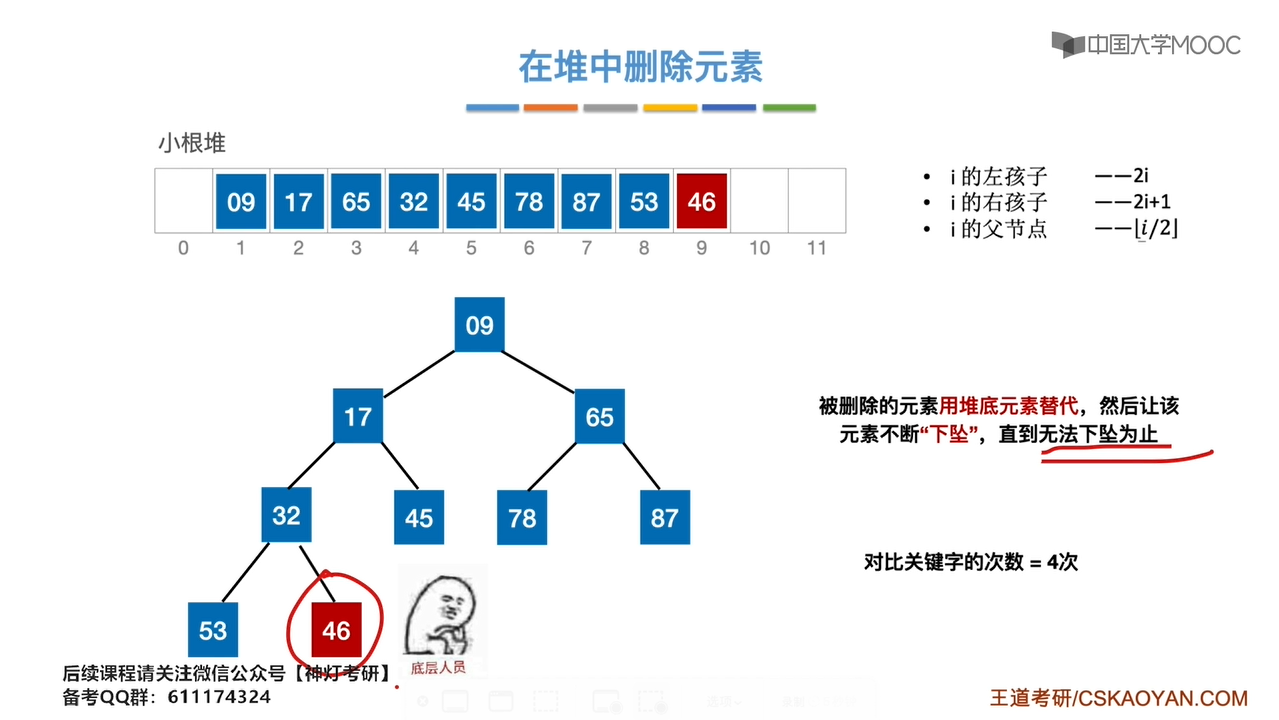 中国大学MOOC
在堆中删除元素
小根堆
09 17 65 32 45 78 87 53 46
0 1 2 3 4 5 6 7 8 9 10 11
• i 的左孩子 ——2i
• i 的右孩子 ——2i+1
• i 的父节点 ——⌊i/2⌋
09
17 65
被删除的元素用堆底元素替代，然后让该
元素不断“下坠”，直到无法下坠为止
32 45 78 87
对比关键字的次数 = 4次
53 46
底层人员
后续课程请关注微信公众号【神灯考研】
备考QQ群：611174324
王道考研/CSKAOYAN.COM